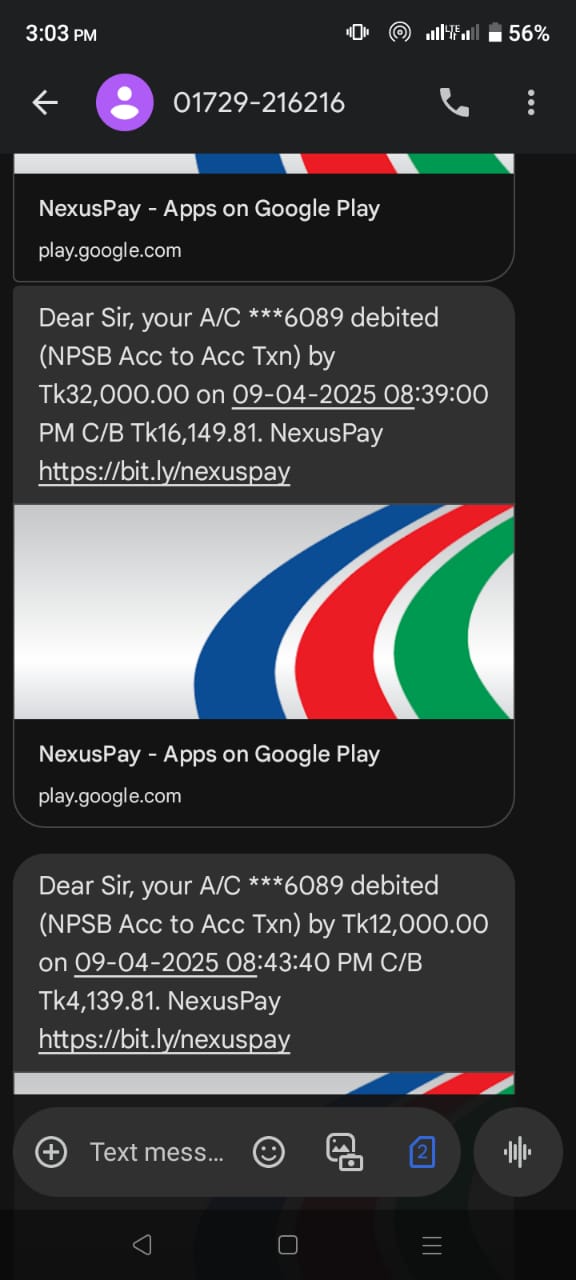 3:03 PM
LTE
56%
01729-216216
NexusPay - Apps on Google Play
play.google.com
Dear Sir, your A/C ***6089 debited
(NPSB Acc to Acc Txn) by
Tk32,000.00 on 09-04-2025 08:39:00
PM C/B Tk16,149.81. NexusPay
https://bit.ly/nexuspay
NexusPay - Apps on Google Play
play.google.com
Dear Sir, your A/C ***6089 debited
(NPSB Acc to Acc Txn) by Tk12,000.00
on 09-04-2025 08:43:40 PM C/B
Tk4,139.81. NexusPay
https://bit.ly/nexuspay
Text mess...
2